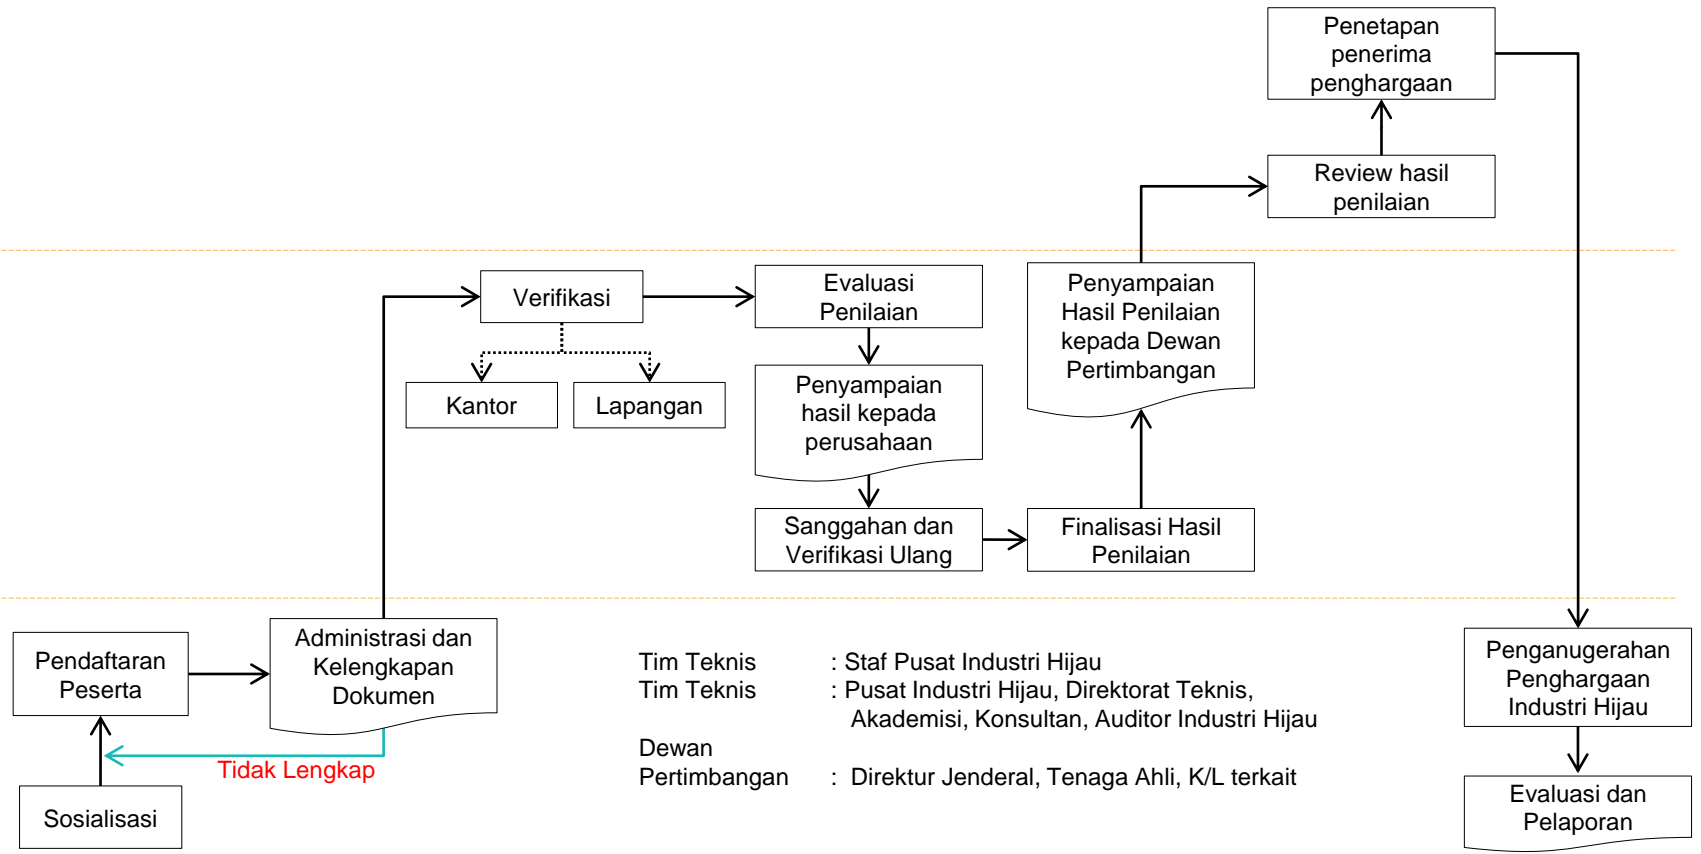 Penetapan
penerima
penghargaan
Review hasil
penilaian
Verifikasi
Kantor
Lapangan
Evaluasi
Penilaian
Penyampaian
hasil kepada
perusahaan
Sanggahan dan
Verifikasi Ulang
Penyampaian
Hasil Penilaian
kepada Dewan
Pertimbangan
Finalisasi Hasil
Penilaian
Pendaftaran
Peserta
Administrasi dan
Kelengkapan
Dokumen
Tidak Lengkap
Sosialisasi
Tim Teknis : Staf Pusat Industri Hijau
Tim Teknis : Pusat Industri Hijau, Direktorat Teknis,
Akademisi, Konsultan, Auditor Industri Hijau
Dewan
Pertimbangan : Direktur Jenderal, Tenaga Ahli, K/L terkait
Penganugerahan
Penghargaan
Industri Hijau
Evaluasi dan
Pelaporan